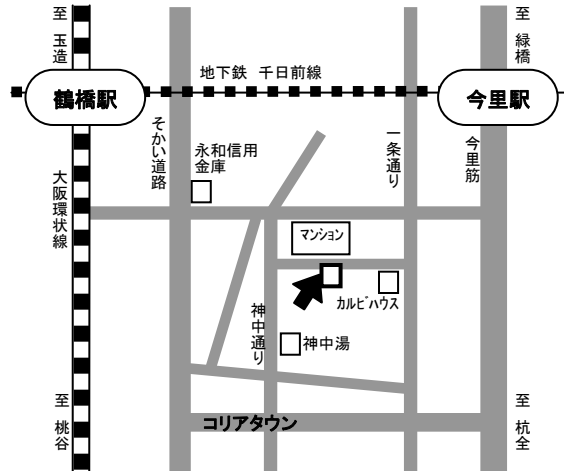 至 玉造
至 緑橋
地下鉄 千日前線
鶴橋駅
今里駅
そかい道路
一条通り
今里筋
永和信用
金庫
大阪環状線
マンション
カルビハウス
神中通り
神中湯
至 桃谷
コリアタウン
至 杭全